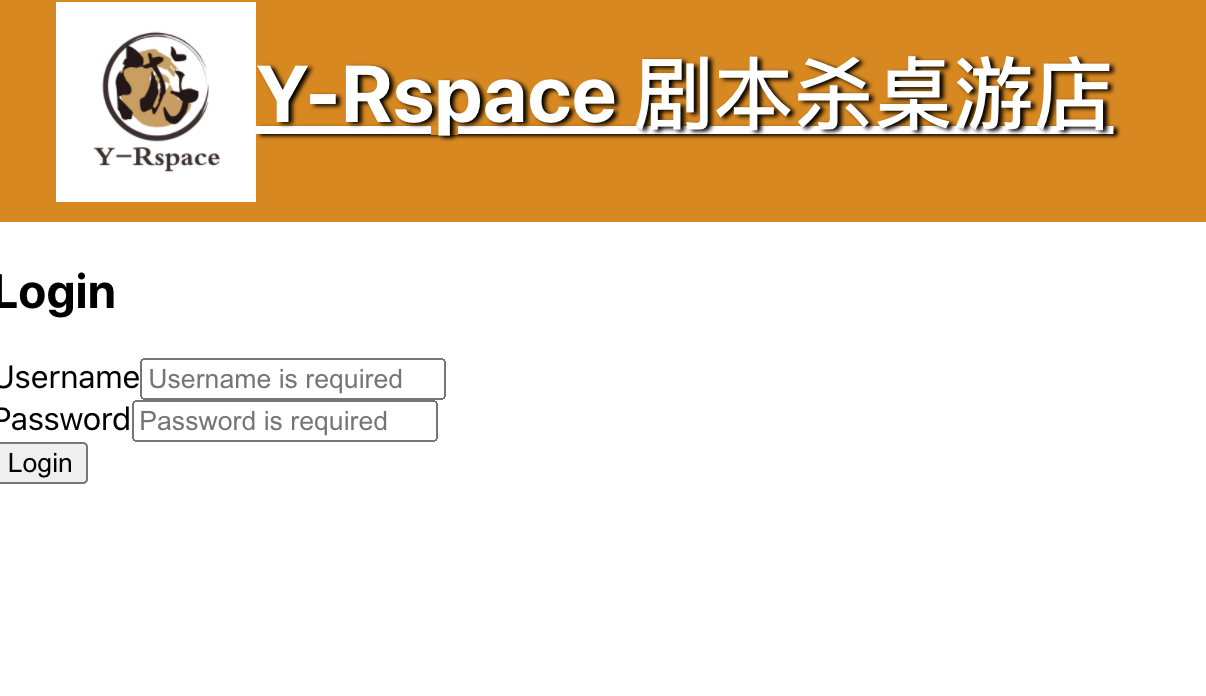 Y-Rspace
Y-Rspace 剧本杀桌游店
Login
Username Username is required
Password Password is required
Login